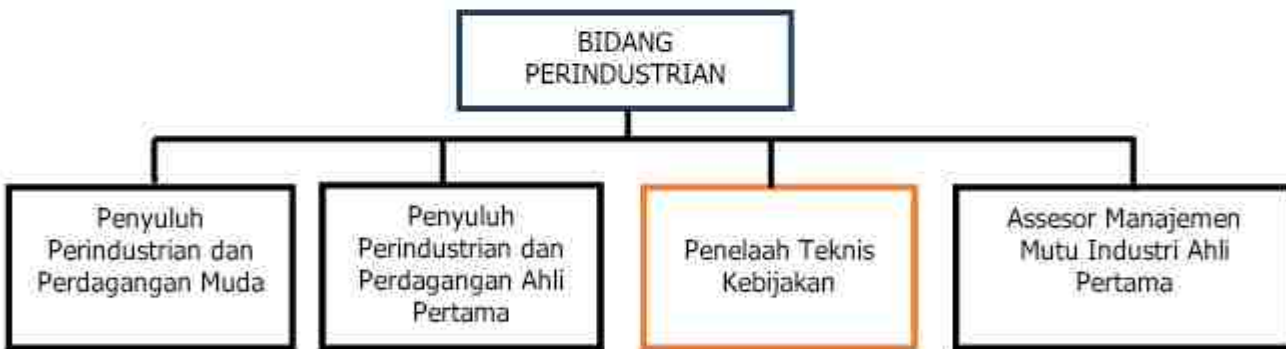 BIDANG
PERINDUSTRIAN
Penyuluh
Perindustrian dan
Perdagangan Muda
Penyuluh
Perindustrian dan
Perdagangan Ahli
Pertama
Penelaah Teknis
Kebijakan
Assesor Manajemen
Mutu Industri Ahli
Pertama